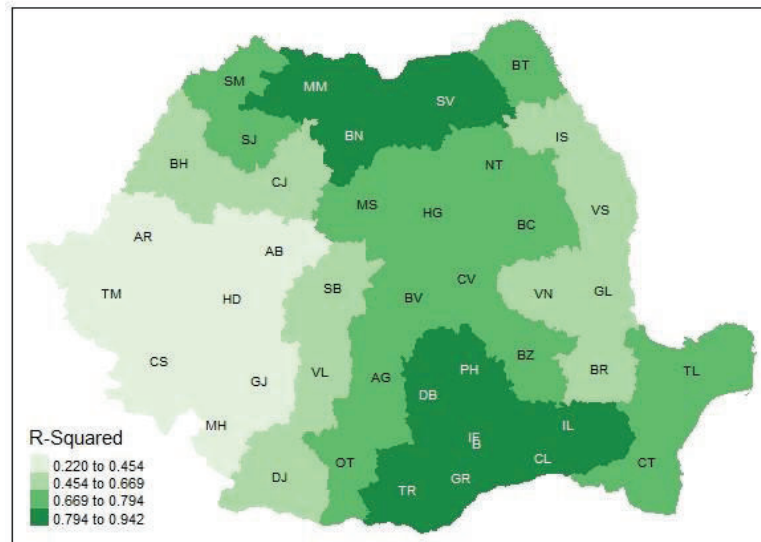 BT
SM
MM
SV
BN
IS
SJ
BH
NT
CJ
MS
HG
VS
BC
AR
AB
CV
SB
TM
HD
BV
VN
GL
BZ
CS
PH
BR
TL
VL
AG
GJ
DB
MH
IL
IF
B
OT
CL
CT
DJ
GR
TR
R-Squared
0.220 to 0.454
0.454 to 0.669
0.669 to 0.794
0.794 to 0.942